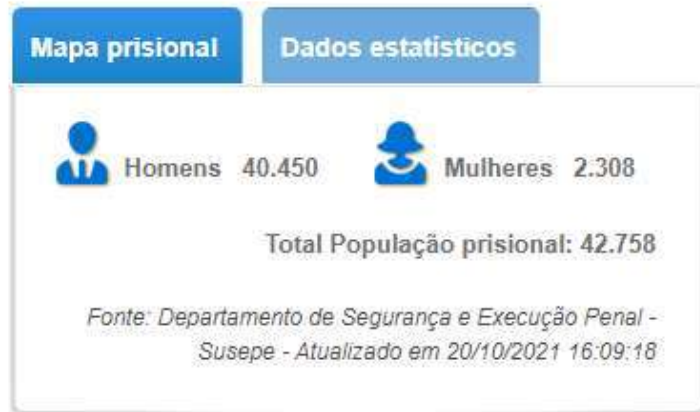 Mapa prisional
Dados estatísticos
Homens 40.450
Mulheres 2.308
Total População prisional: 42.758
Fonte: Departamento de Segurança e Execução Penal -
Susepe - Atualizado em 20/10/2021 16:09:18